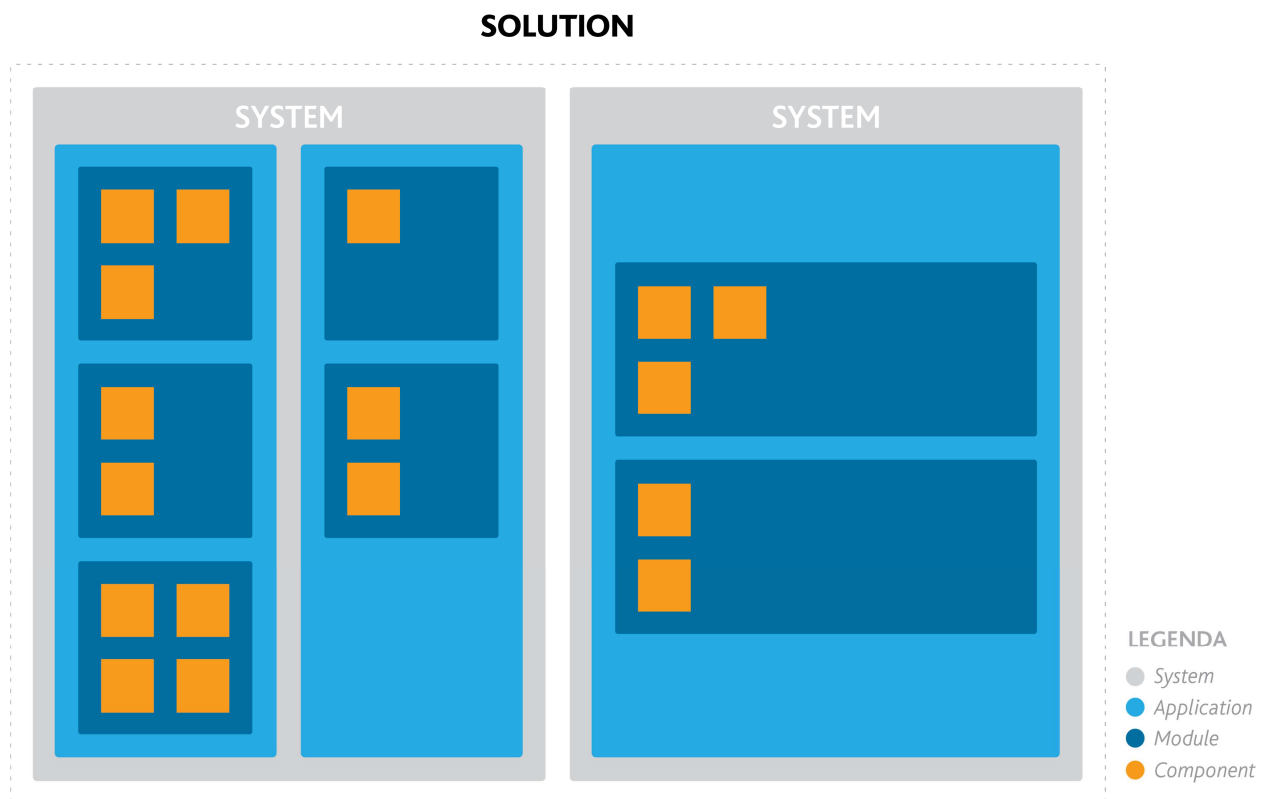 SOLUTION
SYSTEM
SYSTEM
LEGENDA
System
Application
Module
Component